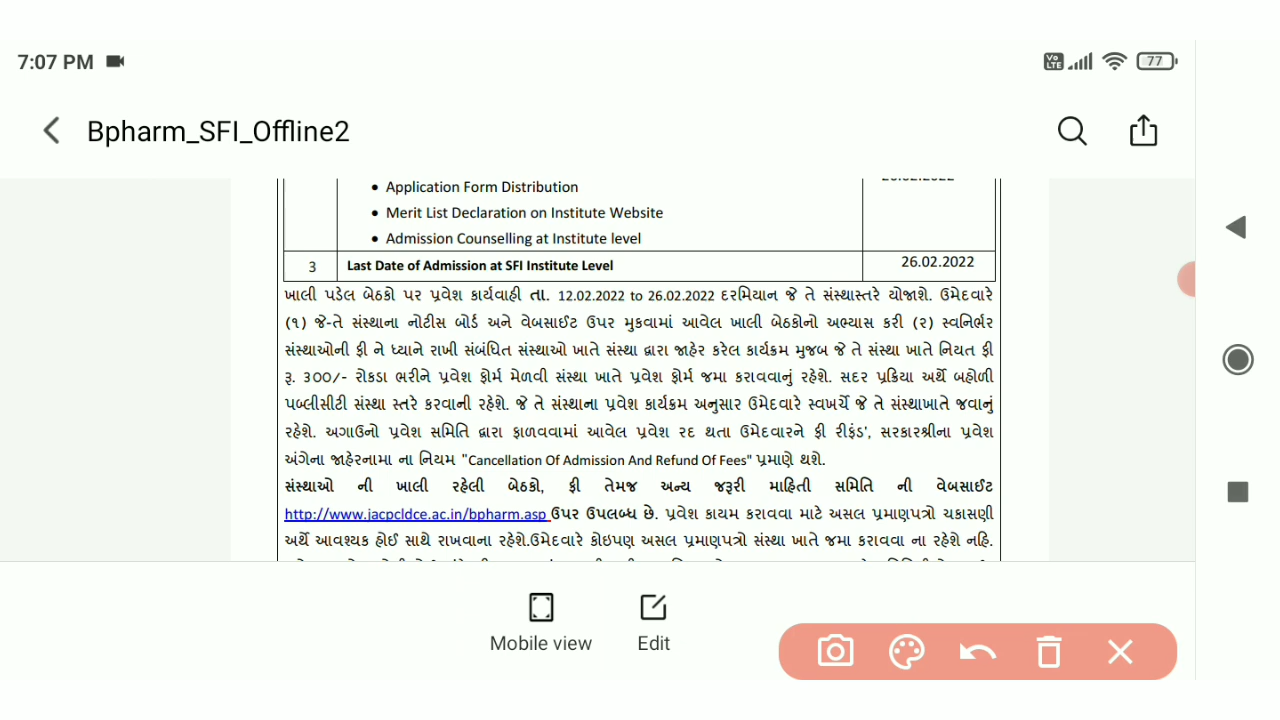 7:07 PM
Vo LTE
77
Bpharm_SFI_Offline2
• Application Form Distribution
• Merit List Declaration on Institute Website
• Admission Counselling at Institute level
3 Last Date of Admission at SFI Institute Level 26.02.2022
ખાલી પડેલ બેઠકો પર પ્રવેશ કાર્યવાહી તા. 12.02.2022 to 26.02.2022 દરમિયાન જે તે સંસ્થાસ્તરે યોજાશે. ઉમેદવારે
(૧) જે-તે સંસ્થાના નોટીસ બોર્ડ અને વેબસાઈટ ઉપર મુકવામાં આવેલ ખાલી બેઠકોનો અભ્યાસ કરી (૨) સ્વનિર્ભર
સંસ્થાઓની ફી ને ધ્યાને રાખી સંબંધિત સંસ્થાઓ ખાતે સંસ્થા દ્વારા જાહેર કરેલ કાર્યક્રમ મુજબ જે તે સંસ્થા ખાતે નિયત ફી
રૂ. ૩૦૦/- રોકડા ભરીને પ્રવેશ ફોર્મ મેળવી સંસ્થા ખાતે પ્રવેશ ફોર્મ જમા કરાવવાનું રહેશે. સદર પ્રક્રિયા અર્થે બહોળી
પબ્લીસીટી સંસ્થા સ્તરે કરવાની રહેશે. જે તે સંસ્થાના પ્રવેશ કાર્યક્રમ અનુસાર ઉમેદવારે સ્વખર્ચે જે તે સંસ્થાખાતે જવાનું
રહેશે. અગાઉનો પ્રવેશ સમિતિ દ્વારા ફાળવવામાં આવેલ પ્રવેશ રદ થતા ઉમેદવારને ફી રીફંડ', સરકારશ્રીના પ્રવેશ
અંગેના જાહેરનામા ના નિયમ "Cancellation Of Admission And Refund Of Fees" પ્રમાણે થશે.
સંસ્થાઓ ની ખાલી રહેલી બેઠકો, ફી તેમજ અન્ય જરૂરી માહિતી સમિતિ ની વેબસાઈટ
http://www.jacpcldce.ac.in/bpharm.asp ઉપર ઉપલબ્ધ છે. પ્રવેશ કાયમ કરાવવા માટે અસલ પ્રમાણપત્રો ચકાસણી
અર્થે આવશ્યક હોઈ સાથે રાખવાના રહેશે.ઉમેદવારે કોઇપણ અસલ પ્રમાણપત્રો સંસ્થા ખાતે જમા કરાવવા ના રહેશે નહિ.
Mobile view
Edit